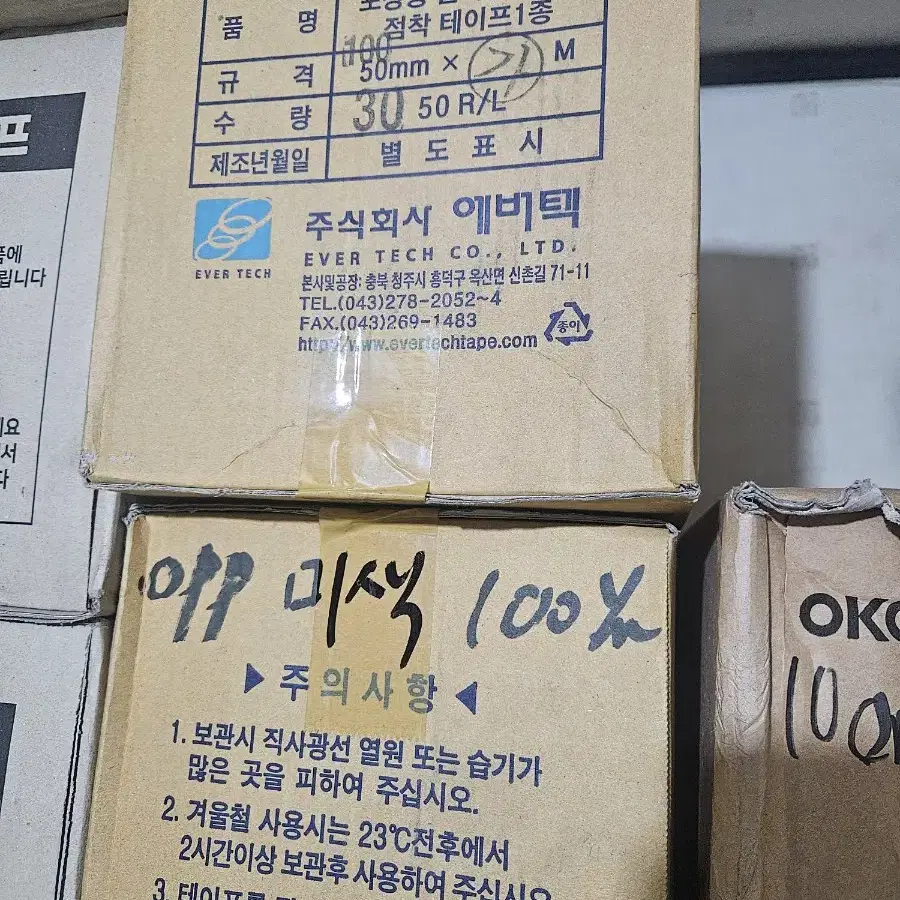 품 명
점착 테이프1종
규 격
100
50mm × 기 M
수 량
30 50 R/L
제조년월일 별 도 표 시
EVER TECH
주식회사 에버텍
EVER TECH CO., LTD.
본사및공장: 충북 청주시 흥덕구 옥산면 신촌길 71-11
TEL.(043)278-2052~4
FAX.(043)269-1483
http://www.evertechtape.com
종이
미색 100
▶ 주의사항 ◀
1. 보관시 직사광선 열원 또는 습기가
많은 곳을 피하여 주십시오.
2. 겨울철 사용시는 23℃전후에서
2시간이상 보관후 사용하여 주십시오
3. 테이프를
프
품에
립니다
요
서
다
OK